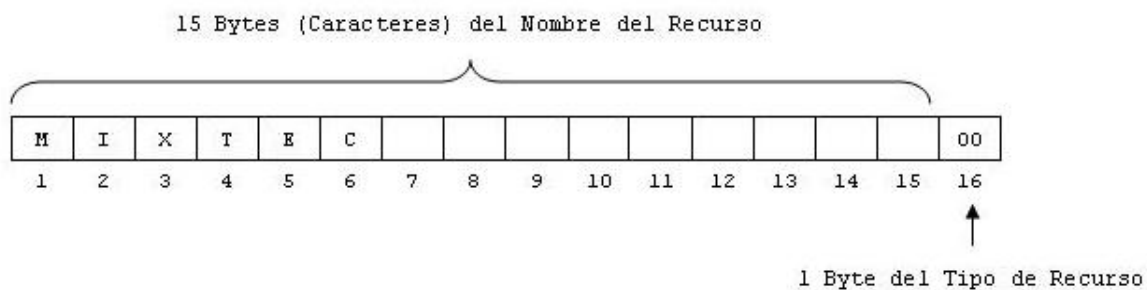 15 Bytes (Caracteres) del Nombre del Recurso
M I X T E C 00
1 2 3 4 5 6 7 8 9 10 11 12 13 14 15 16
1 Byte del Tipo de Recurso